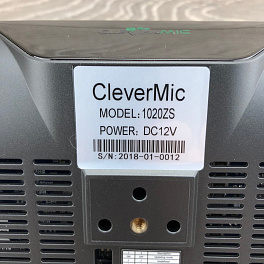 CleverMic
MODEL:1020ZS
POWER: DC12V
S/N:2018-01-0012